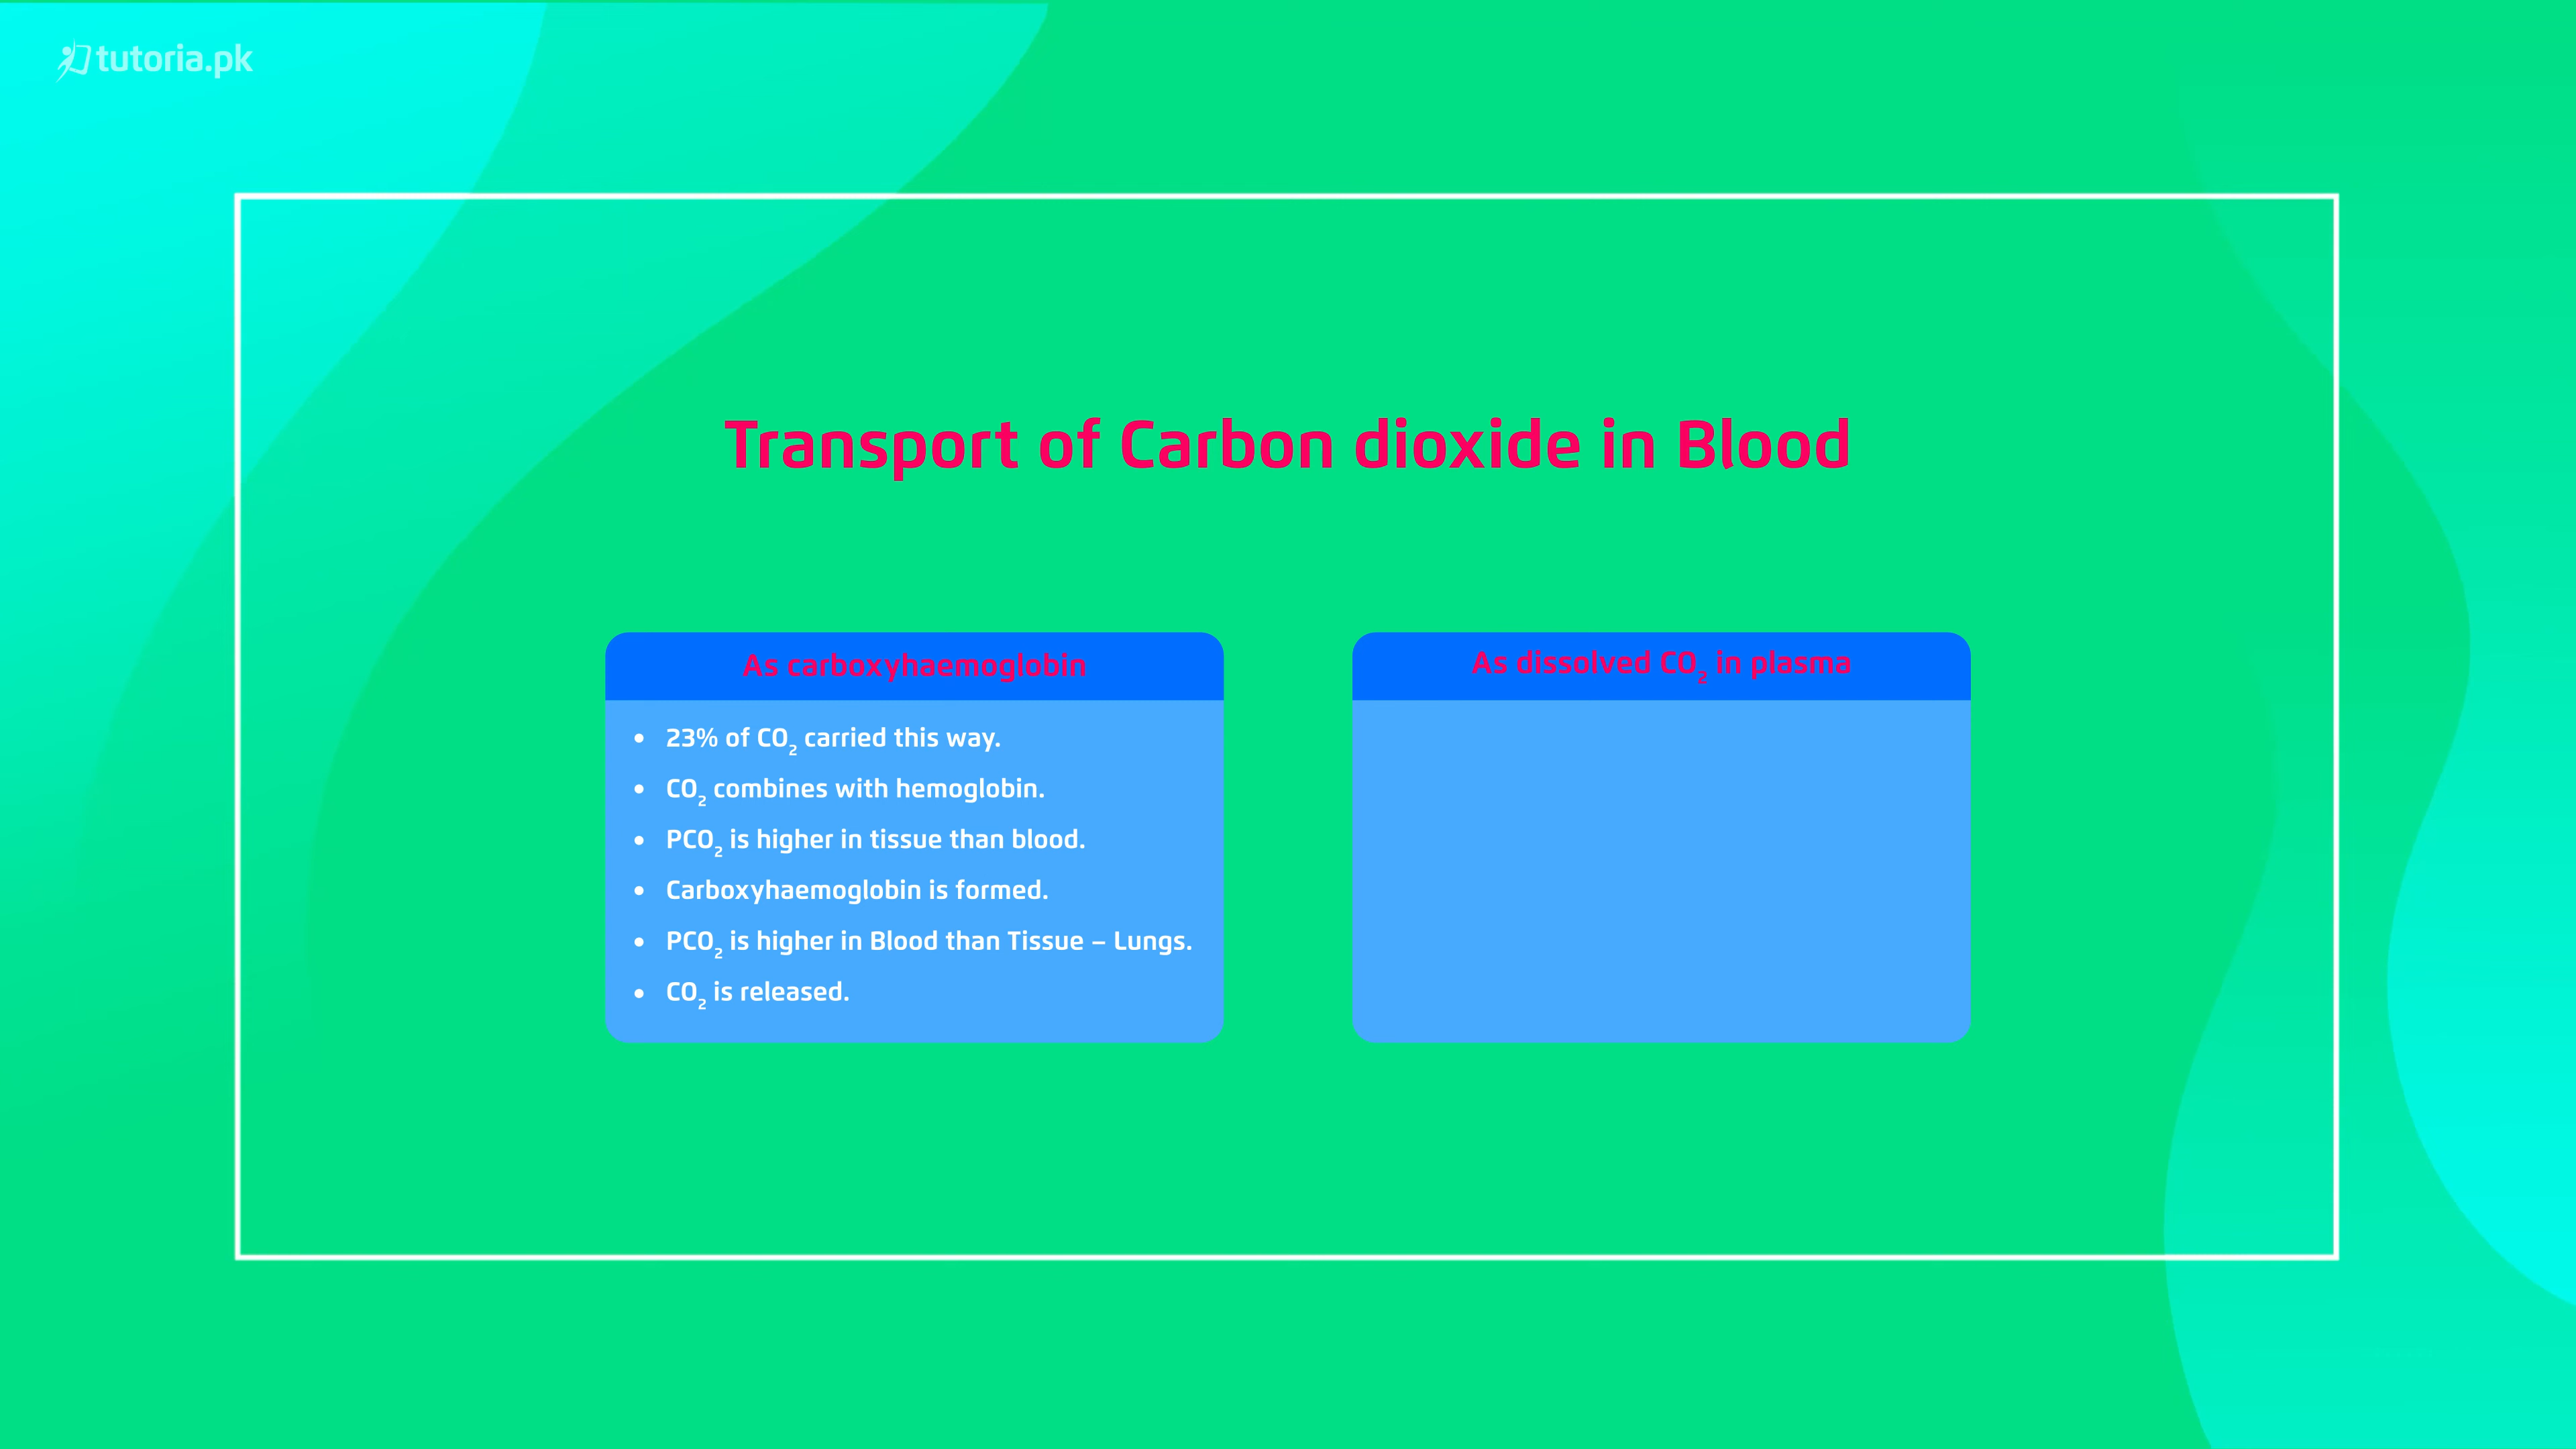 tutoria.pk
Transport of Carbon dioxide in Blood
As carboxyhaemoglobin
• 23% of CO₂ carried this way.
• CO₂ combines with hemoglobin.
• PCO₂ is higher in tissue than blood.
• Carboxyhaemoglobin is formed.
• PCO₂ is higher in Blood than Tissue – Lungs.
• CO₂ is released.
As dissolved CO₂ in plasma